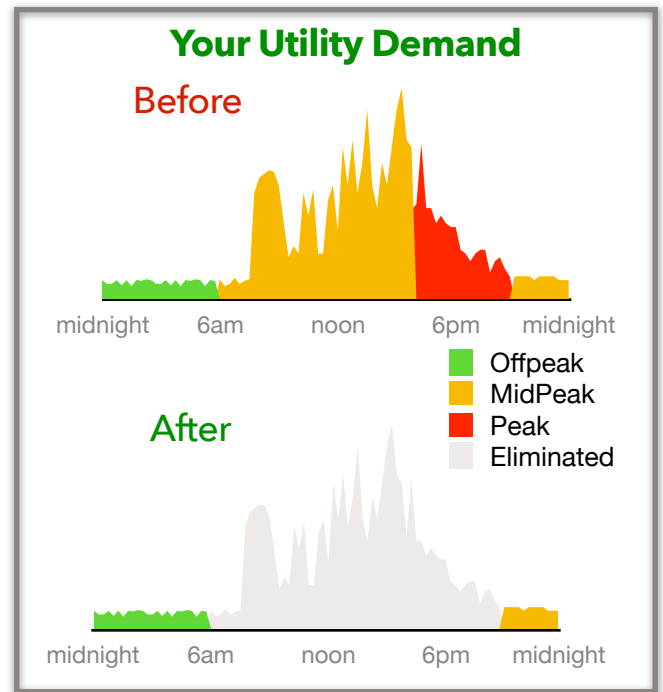 Your Utility Demand
Before
midnight 6am noon 6pm midnight
Offpeak
MidPeak
Peak
Eliminated
After
midnight 6am noon 6pm midnight